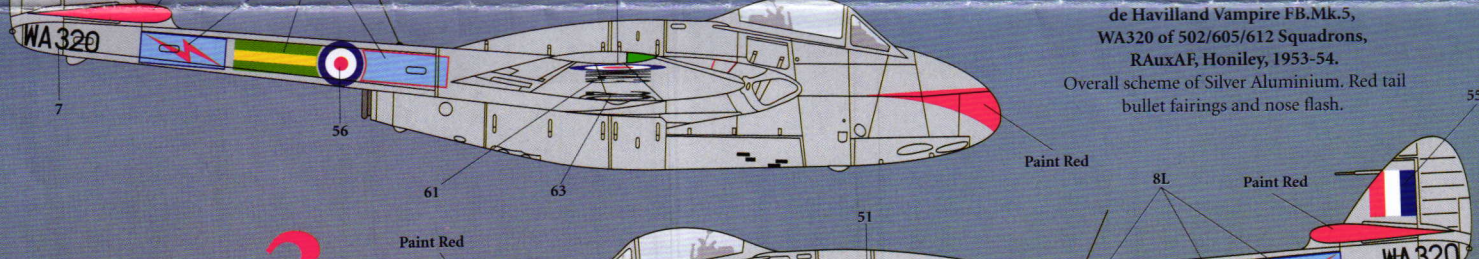 de Havilland Vampire FB.Mk.5,
WA320 of 502/605/612 Squadrons,
RAuxAF, Honiley, 1953-54.
Overall scheme of Silver Aluminium. Red tail
bullet fairings and nose flash.
WA320
7
56
61
63
Paint Red
55
8L
Paint Red
51
Paint Red
WA320